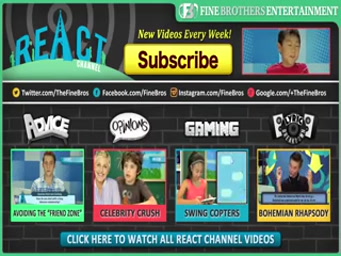 FB FINE BROTHERS ENTERTAINMENT
REACT
CHANNEL
New Videos Every Week!
Subscribe
Twitter.com/TheFineBros
Facebook.com/FineBros
Instagram.com/FineBros
Google.com/+TheFineBros
ADVICE
OPINIONS
GAMING
LYRIC
AVOIDING THE "FRIEND ZONE"
CELEBRITY CRUSH
SWING COPTERS
BOHEMIAN RHAPSODY
CLICK HERE TO WATCH ALL REACT CHANNEL VIDEOS